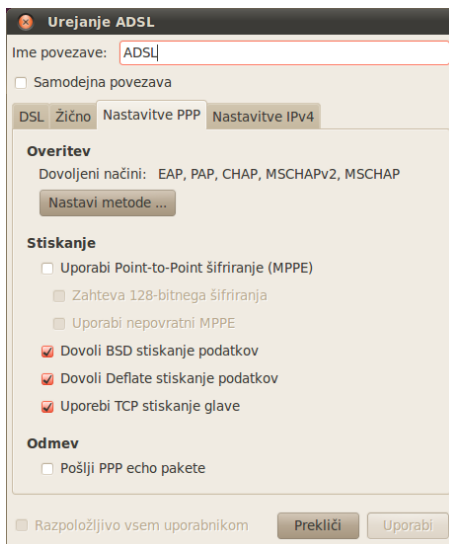 Urejanje ADSL
Ime povezave: ADSL
Samodejna povezava
DSL Žično Nastavitve PPP Nastavitve IPv4
Overitev
Dovoljeni načini: EAP, PAP, CHAP, MSCHAPv2, MSCHAP
Nastavi metode ...
Stiskanje
Uporabi Point-to-Point šifriranje (MPPE)
Zahteva 128-bitnega šifriranja
Uporabi nepovratni MPPE
Dovoli BSD stiskanje podatkov
Dovoli Deflate stiskanje podatkov
Uporebi TCP stiskanje glave
Odmev
Pošlji PPP echo pakete
Razpoložljivo vsem uporabnikom Prekliči Uporabi